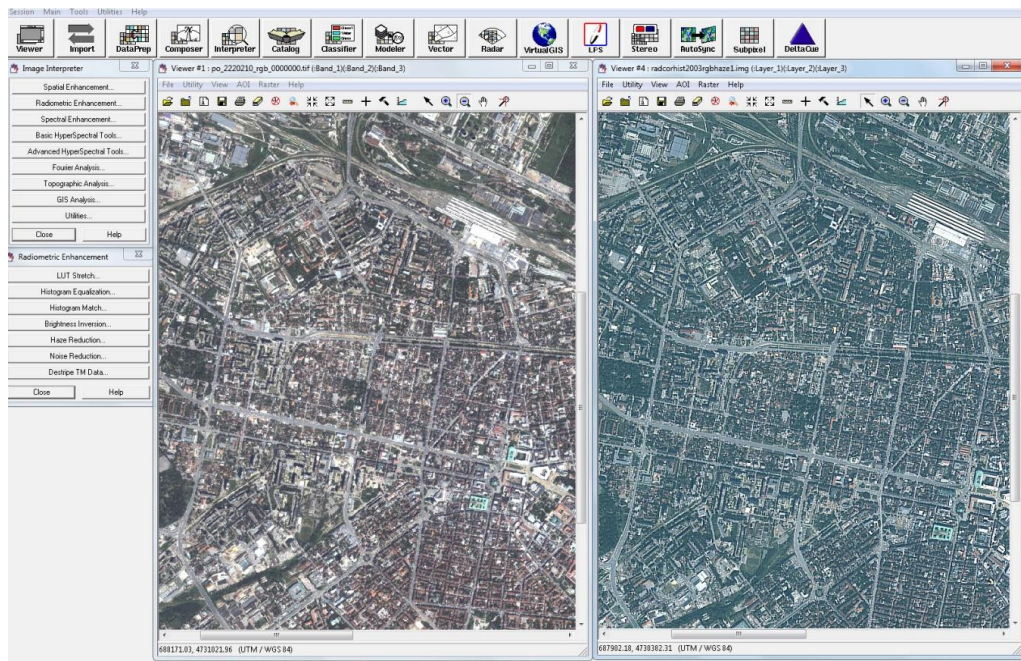 Session Main Tools Utilities Help
Viewer Import DataPrep Composer Interpreter Catalog Classifier Modeler Vector Radar VirtualGIS LPS Stereo AutoSync Subpixel DeltaCue
Image Interpreter
Spatial Enhancement...
Radiometric Enhancement...
Spectral Enhancement...
Basic HyperSpectral Tools...
Advanced HyperSpectral Tools...
Fourier Analysis...
Topographic Analysis...
GIS Analysis...
Utilities...
Close Help
Radiometric Enhancement
LUT Stretch...
Histogram Equalization...
Histogram Match...
Brightness Inversion...
Haze Reduction...
Noise Reduction...
Destripe TM Data...
Close Help
Viewer #1 : po_2220210_rgb_0000000.tif (:Band_1)(:Band_2)(:Band_3)
File Utility View AOI Raster Help
688171.03, 4731021.96 (UTM / WGS 84)
Viewer #4 : radcorhist2003rgbhaze1.img (:Layer_1)(:Layer_2)(:Layer_3)
File Utility View AOI Raster Help
687902.18, 4738382.31 (UTM / WGS 84)